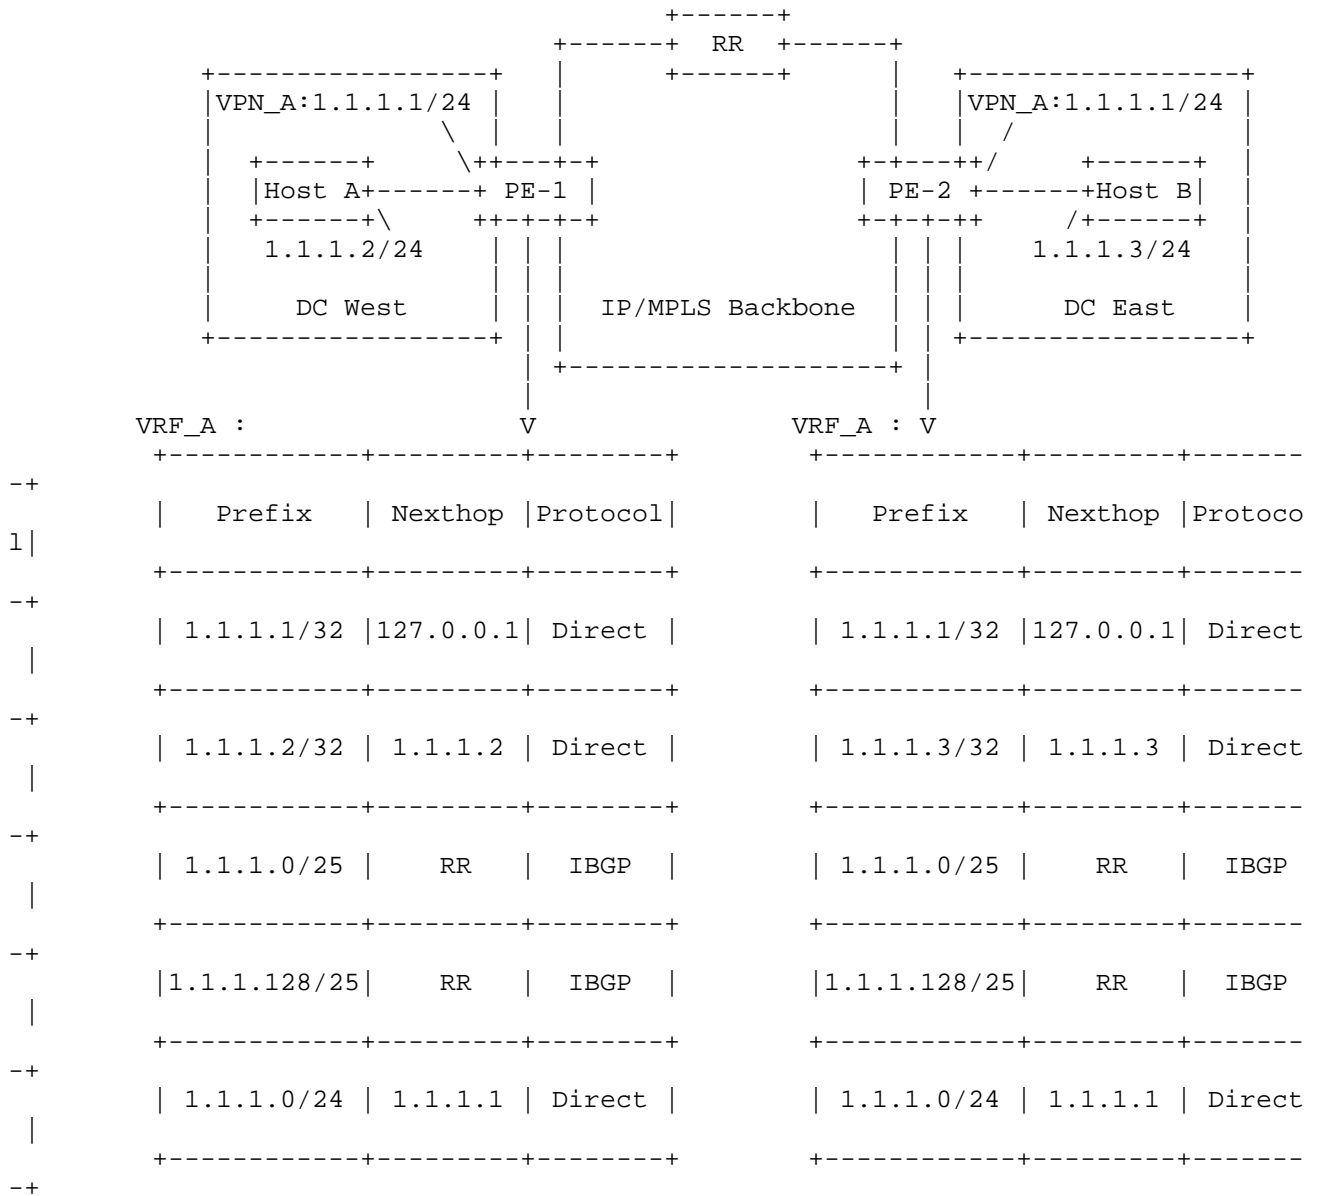 +------+
                                   +------+  RR  +------+
             +-----------------+   |      +------+      |   +-----------------+
             |VPN_A:1.1.1.1/24 |   |                    |   |VPN_A:1.1.1.1/24 |
             |              \  |   |                    |   |  /              |
             |  +------+     \++---+-+                +-+---++/     +------+  |
             |  |Host A+------+ PE-1 |                | PE-2 +------+Host B|  |
             |  +------+\     ++-+-+-+                +-+-+-++     /+------+  |
             |   1.1.1.2/24    | | |                    | | |    1.1.1.3/24   |
             |                 | | |                    | | |                 |
             |     DC West     | | |  IP/MPLS Backbone  | | |      DC East    |
             +-----------------+ | |                    | | +-----------------+
                                 | +--------------------+ |
                                 |                        |
        VRF_A :                  V                VRF_A : V
         +------------+---------+--------+        +------------+---------+-------
-+
         |   Prefix   | Nexthop |Protocol|        |   Prefix   | Nexthop |Protoco
l|
         +------------+---------+--------+        +------------+---------+-------
-+
         | 1.1.1.1/32 |127.0.0.1| Direct |        | 1.1.1.1/32 |127.0.0.1| Direct
 |
         +------------+---------+--------+        +------------+---------+-------
-+
         | 1.1.1.2/32 | 1.1.1.2 | Direct |        | 1.1.1.3/32 | 1.1.1.3 | Direct
 |
         +------------+---------+--------+        +------------+---------+-------
-+
         | 1.1.1.0/25 |    RR   |  IBGP  |        | 1.1.1.0/25 |    RR   |  IBGP
 |
         +------------+---------+--------+        +------------+---------+-------
-+
         |1.1.1.128/25|    RR   |  IBGP  |        |1.1.1.128/25|    RR   |  IBGP
 |
         +------------+---------+--------+        +------------+---------+-------
-+
         | 1.1.1.0/24 | 1.1.1.1 | Direct |        | 1.1.1.0/24 | 1.1.1.1 | Direct
 |
         +------------+---------+--------+        +------------+---------+-------
-+